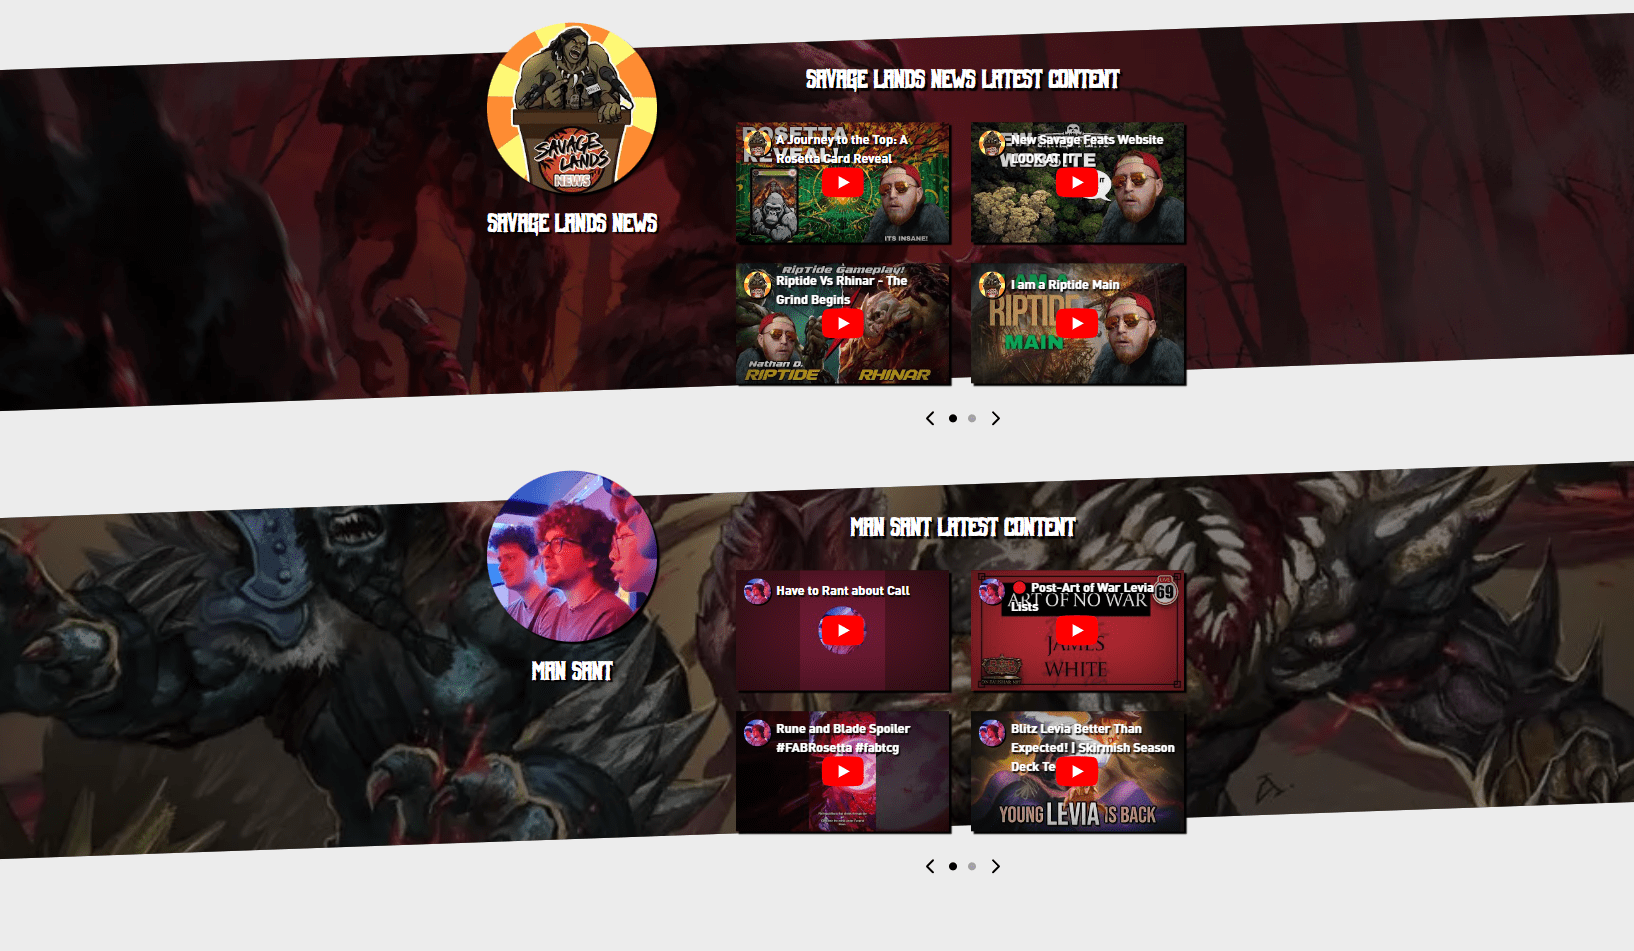 SAVAGE LANDS NEWS
SAVAGE LANDS NEWS
SAVAGE LANDS NEWS LATEST CONTENT
ROSETTA
REVEAL!
A Journey to the Top: A
Rosetta Card Reveal
ITS INSANE!
New Savage Feats Website
LOOK AT IT
WEBSITE
IT
RipTide Gameplay!
Riptide Vs Rhinar - The
Grind Begins
Nathan D.
RIPTIDE
RHINAR
I AM A
I am a Riptide Main
RIPTIDE
MAIN
MAN SANT
MAN SANT LATEST CONTENT
Have to Rant about Call
Post-Art of War Levia
Lists
ART OF NO WAR
69
JAMES
WHITE
Rune and Blade Spoiler
#FABRosetta #fabtcg
Blitz Levia Better Than
Expected! | Skirmish Season
Deck Te
YOUNG LEVIA IS BACK